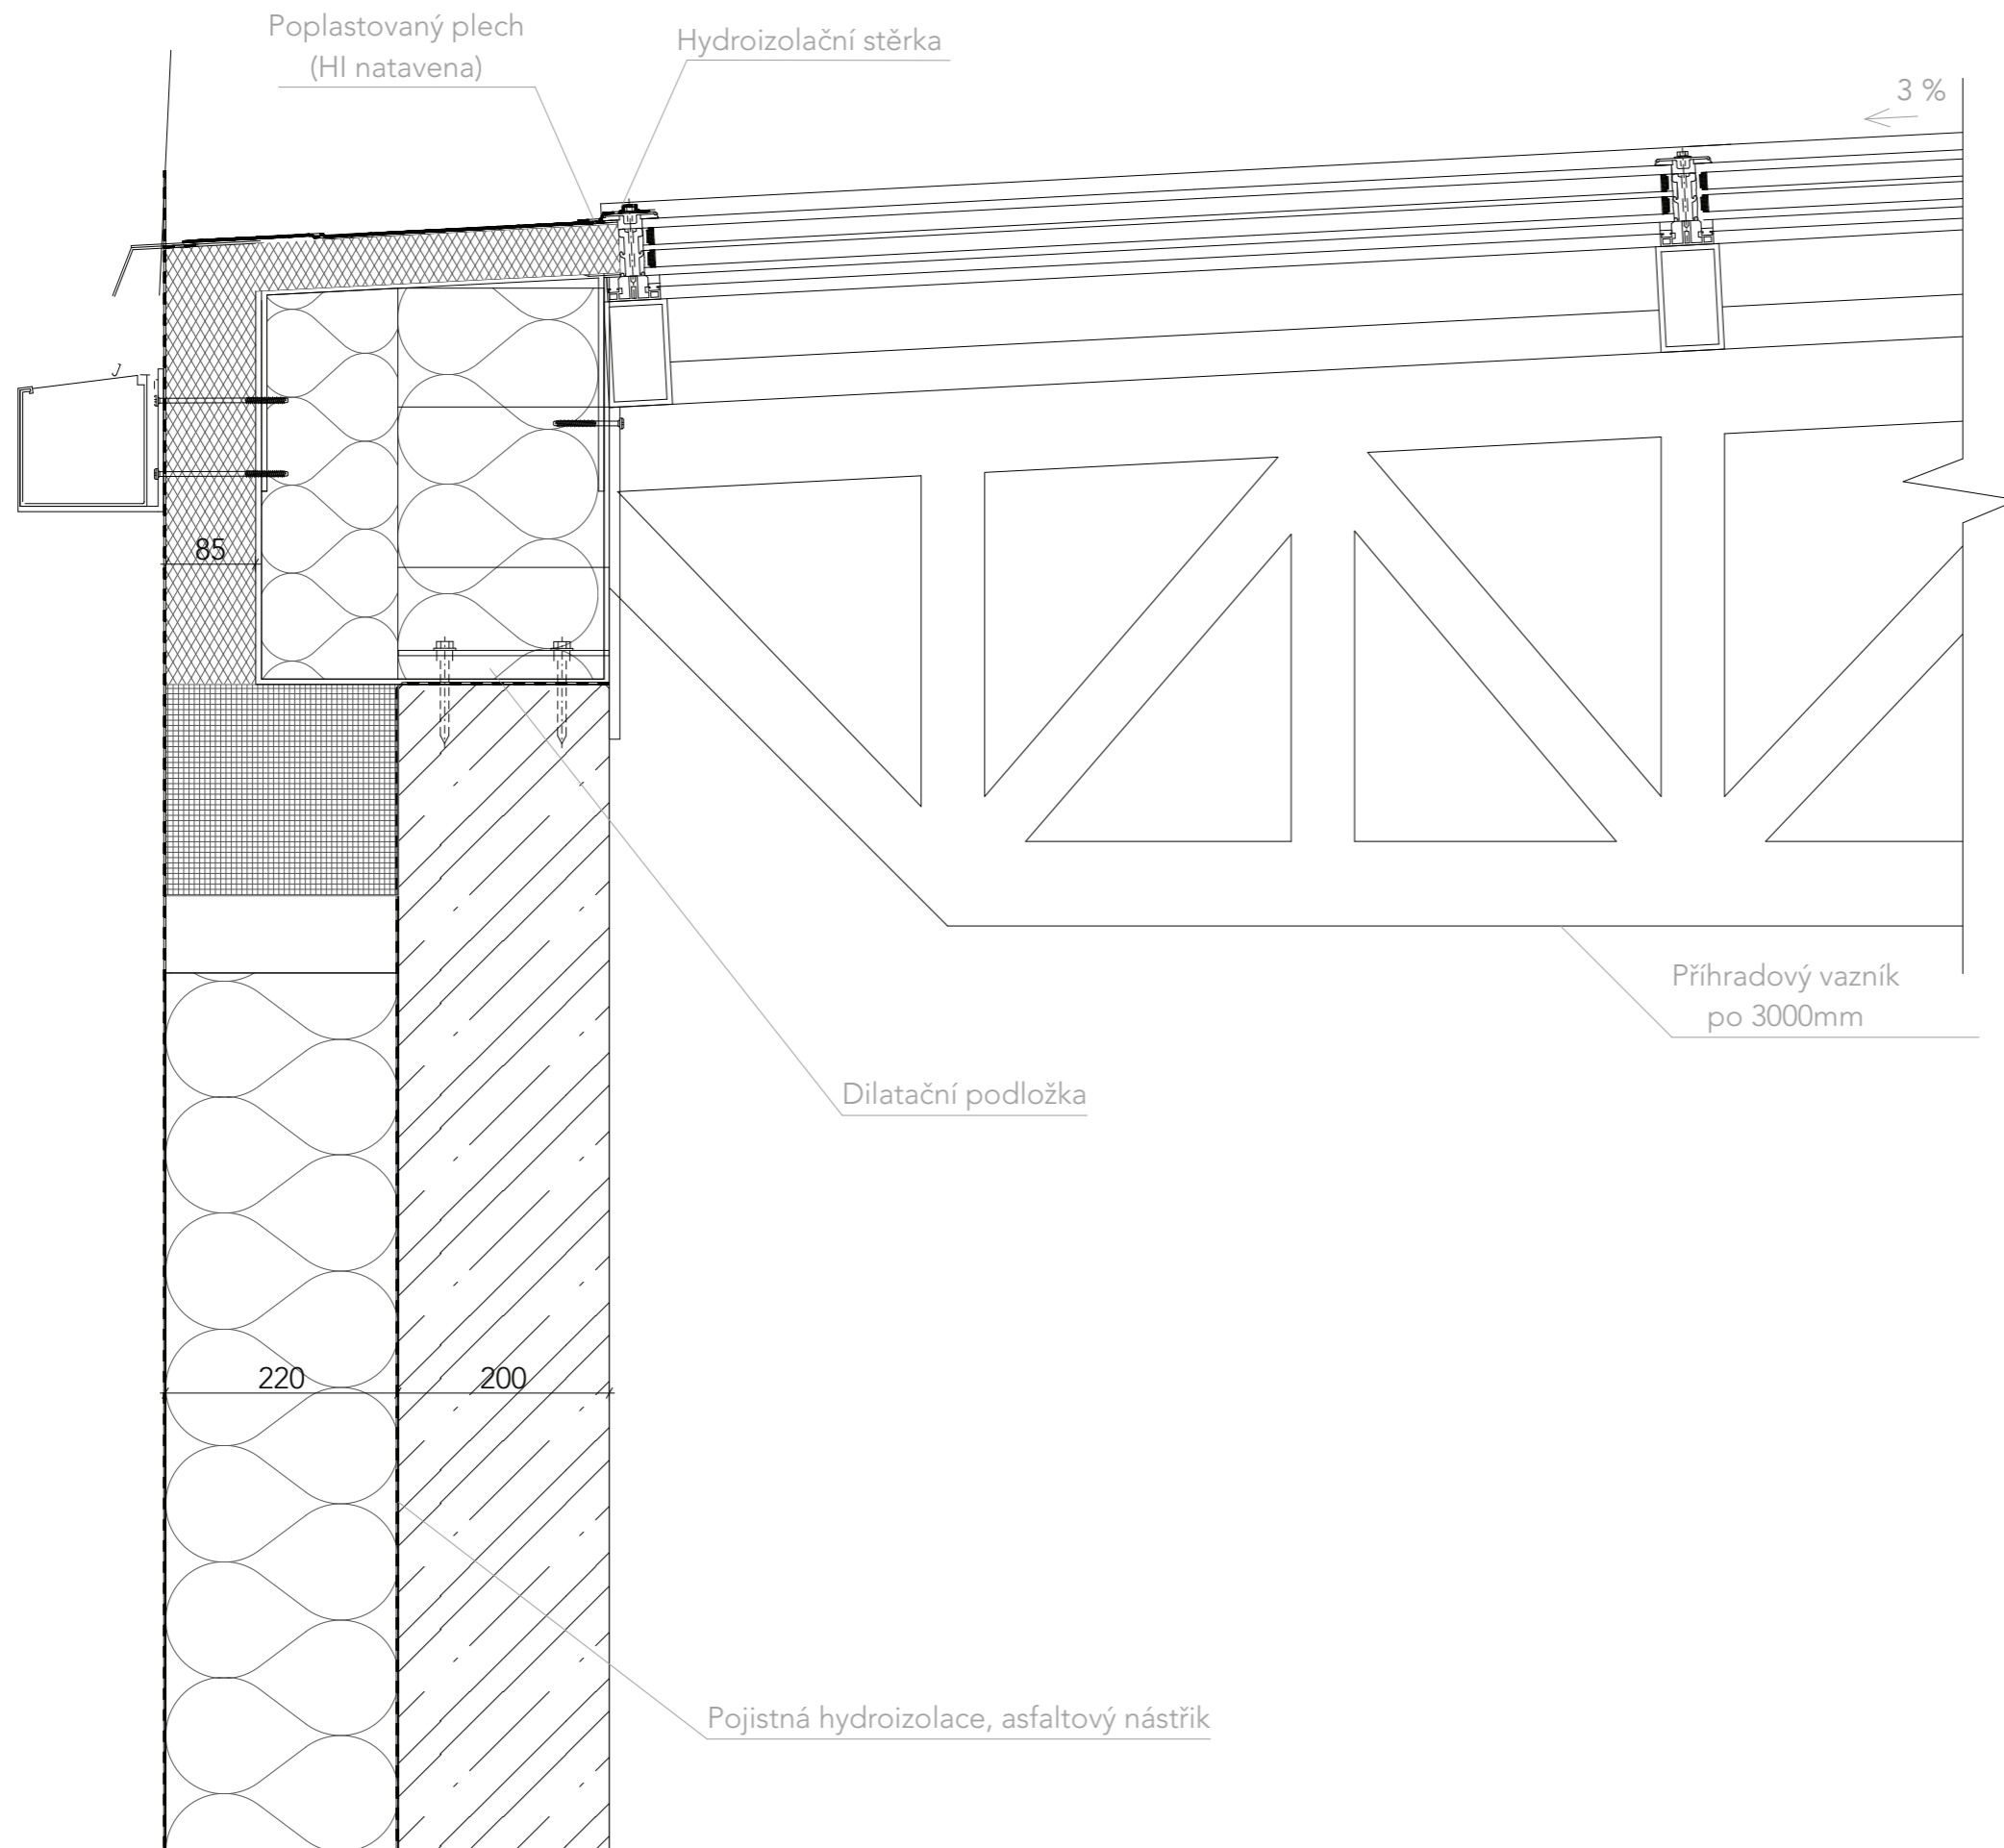 Poplastovaný plech
(HI natavena)
Hydroizolační stěrka
3 %
85
Příhradový vazník
po 3000mm
Dilatační podložka
220
200
Pojistná hydroizolace, asfaltový nástřik